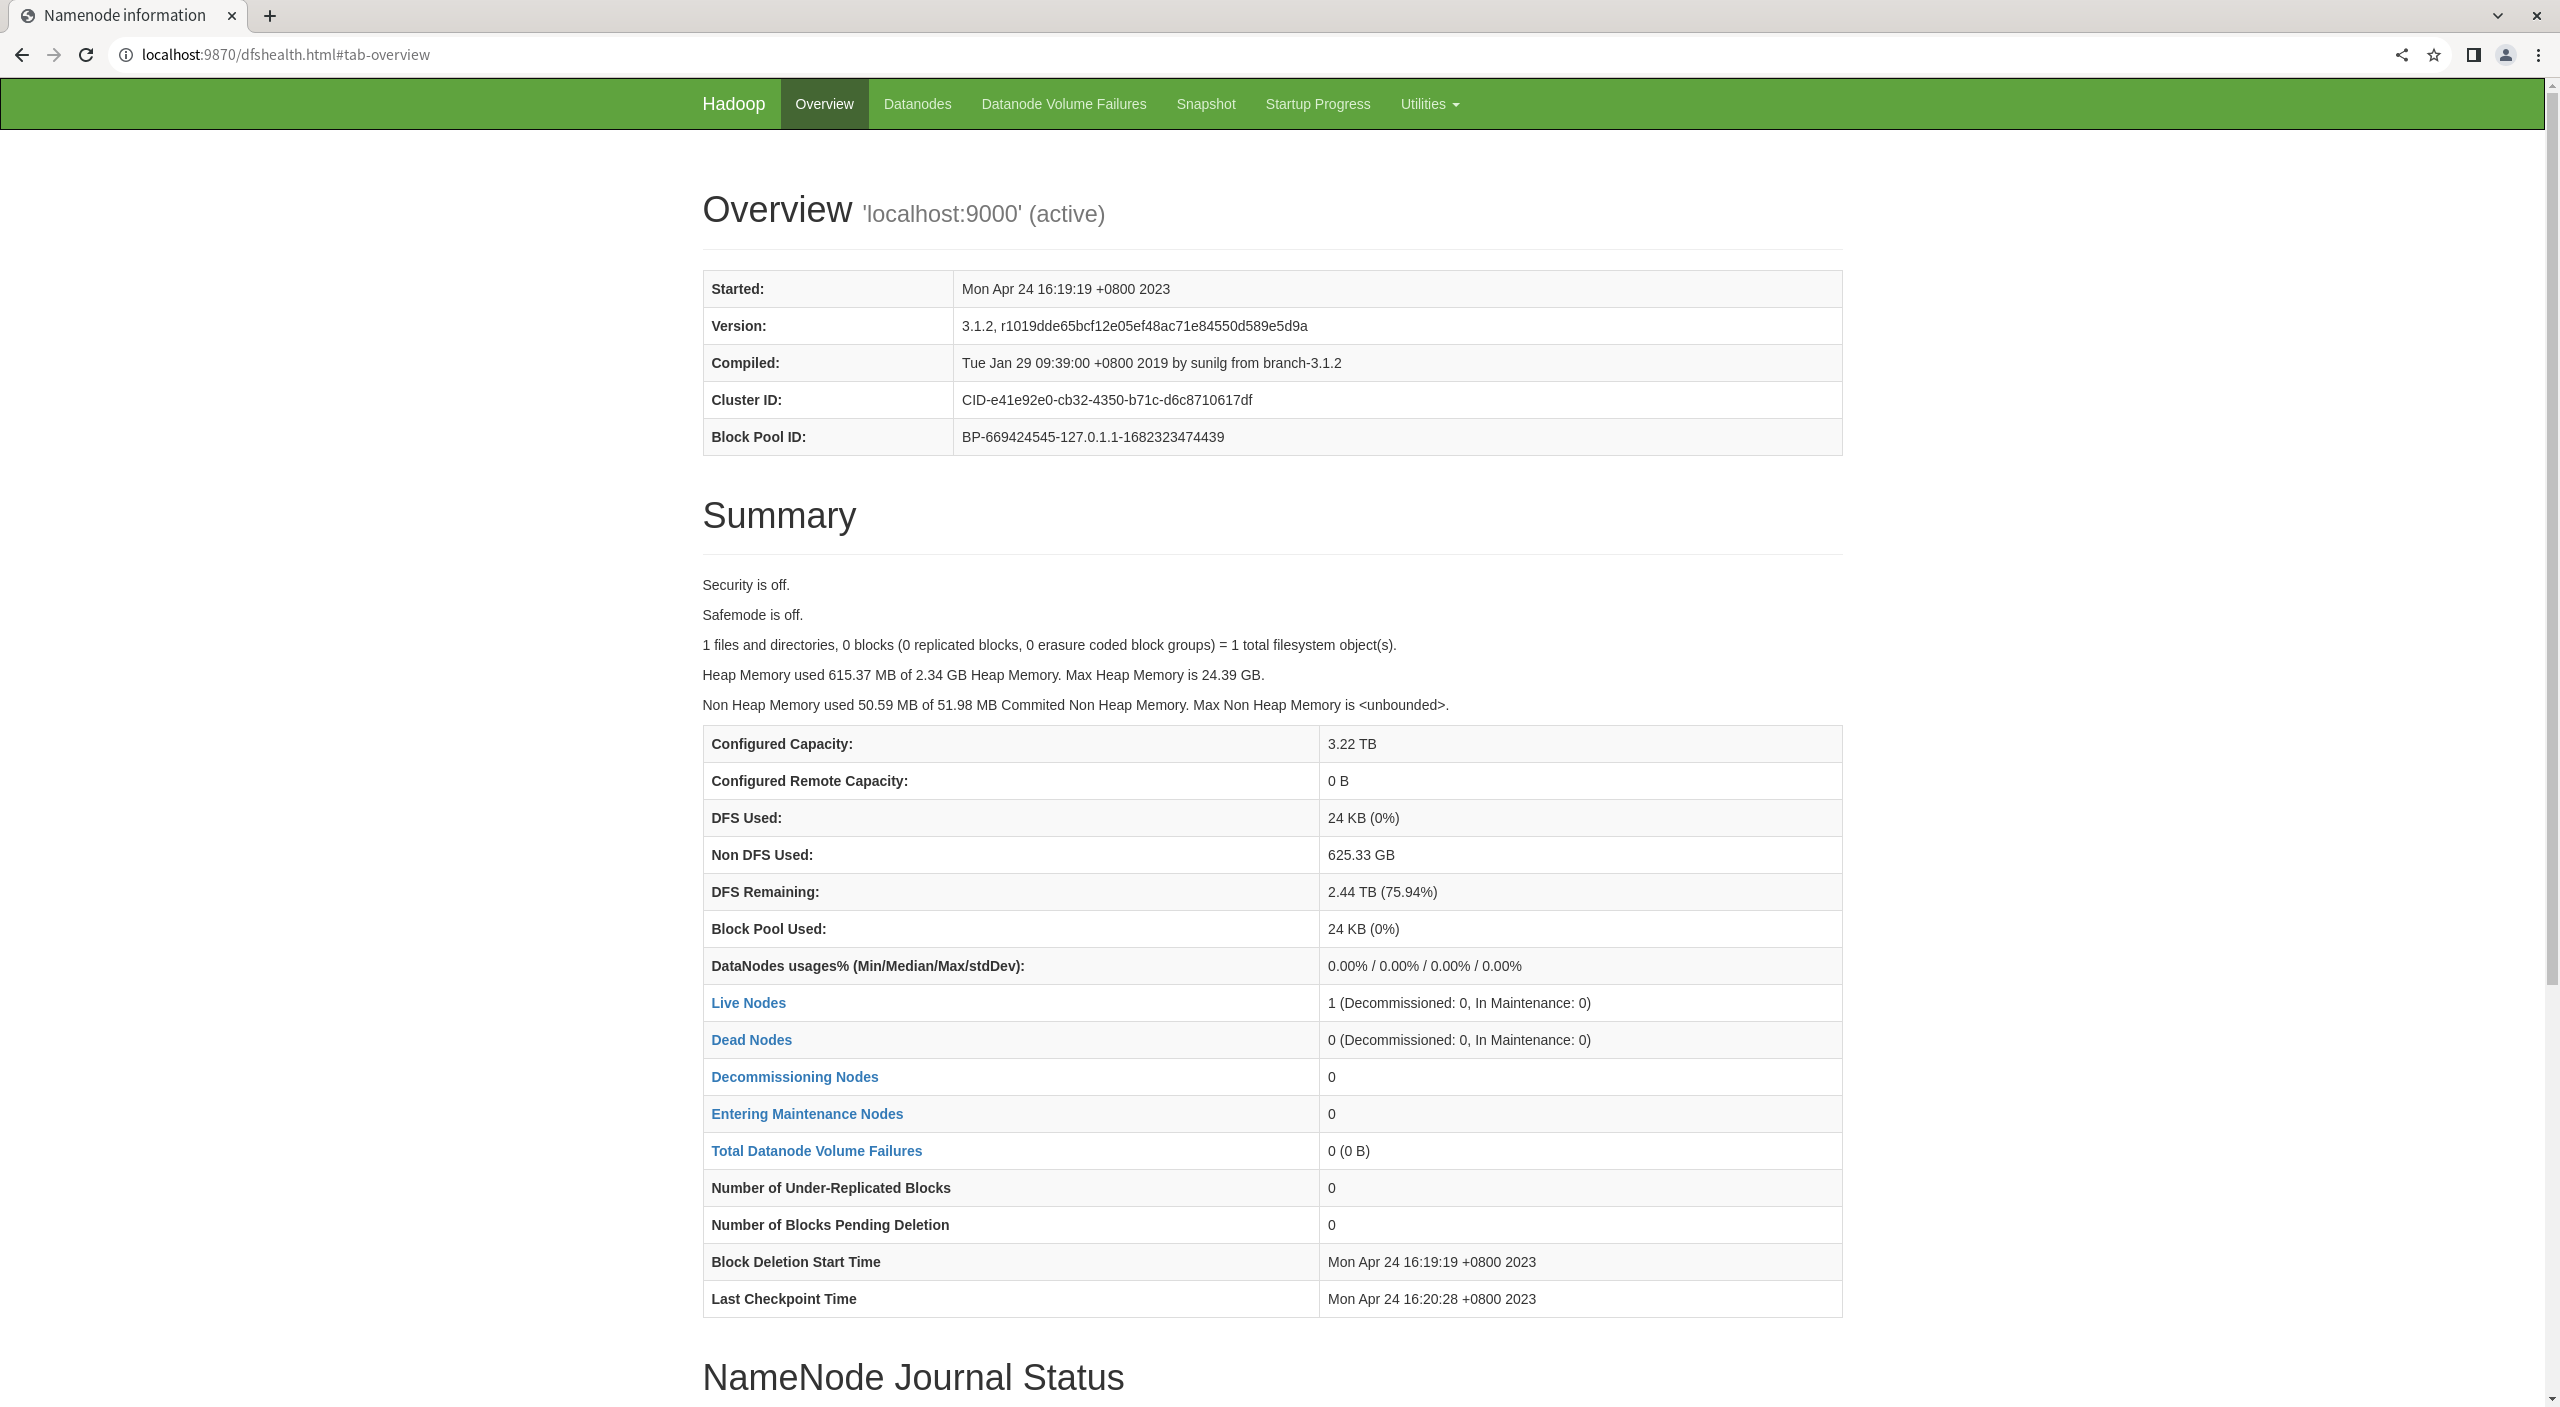 Namenode information
localhost:9870/dfshealth.html#tab-overview
Hadoop Overview Datanodes Datanode Volume Failures Snapshot Startup Progress Utilities
Overview 'localhost:9000' (active)
Started: Mon Apr 24 16:19:19 +0800 2023
Version: 3.1.2, r1019dde65bcf12e05ef48ac71e84550d589e5d9a
Compiled: Tue Jan 29 09:39:00 +0800 2019 by sunilg from branch-3.1.2
Cluster ID: CID-e41e92e0-cb32-4350-b71c-d6c8710617df
Block Pool ID: BP-669424545-127.0.1.1-1682323474439
Summary
Security is off.
Safemode is off.
1 files and directories, 0 blocks (0 replicated blocks, 0 erasure coded block groups) = 1 total filesystem object(s).
Heap Memory used 615.37 MB of 2.34 GB Heap Memory. Max Heap Memory is 24.39 GB.
Non Heap Memory used 50.59 MB of 51.98 MB Commited Non Heap Memory. Max Non Heap Memory is <unbounded>.
Configured Capacity: 3.22 TB
Configured Remote Capacity: 0 B
DFS Used: 24 KB (0%)
Non DFS Used: 625.33 GB
DFS Remaining: 2.44 TB (75.94%)
Block Pool Used: 24 KB (0%)
DataNodes usages% (Min/Median/Max/stdDev): 0.00% / 0.00% / 0.00% / 0.00%
Live Nodes 1 (Decommissioned: 0, In Maintenance: 0)
Dead Nodes 0 (Decommissioned: 0, In Maintenance: 0)
Decommissioning Nodes 0
Entering Maintenance Nodes 0
Total Datanode Volume Failures 0 (0 B)
Number of Under-Replicated Blocks 0
Number of Blocks Pending Deletion 0
Block Deletion Start Time Mon Apr 24 16:19:19 +0800 2023
Last Checkpoint Time Mon Apr 24 16:20:28 +0800 2023
NameNode Journal Status